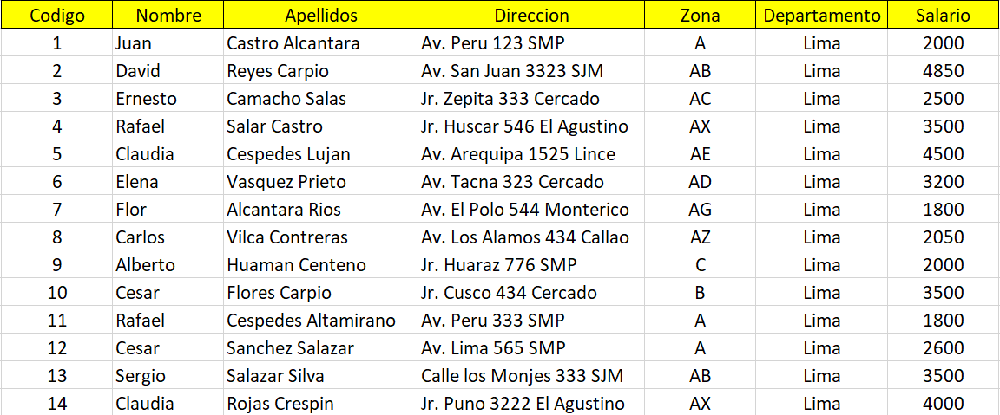 Codigo Nombre Apellidos Direccion Zona Departamento Salario
1 Juan Castro Alcantara Av. Peru 123 SMP A Lima 2000
2 David Reyes Carpio Av. San Juan 3323 SJM AB Lima 4850
3 Ernesto Camacho Salas Jr. Zepita 333 Cercado AC Lima 2500
4 Rafael Salar Castro Jr. Huscar 546 El Agustino AX Lima 3500
5 Claudia Cespedes Lujan Av. Arequipa 1525 Lince AE Lima 4500
6 Elena Vasquez Prieto Av. Tacna 323 Cercado AD Lima 3200
7 Flor Alcantara Rios Av. El Polo 544 Monterico AG Lima 1800
8 Carlos Vilca Contreras Av. Los Alamos 434 Callao AZ Lima 2050
9 Alberto Huaman Centeno Jr. Huaraz 776 SMP C Lima 2000
10 Cesar Flores Carpio Jr. Cusco 434 Cercado B Lima 3500
11 Rafael Cespedes Altamirano Av. Peru 333 SMP A Lima 1800
12 Cesar Sanchez Salazar Av. Lima 565 SMP A Lima 2600
13 Sergio Salazar Silva Calle los Monjes 333 SJM AB Lima 3500
14 Claudia Rojas Crespin Jr. Puno 3222 El Agustino AX Lima 4000